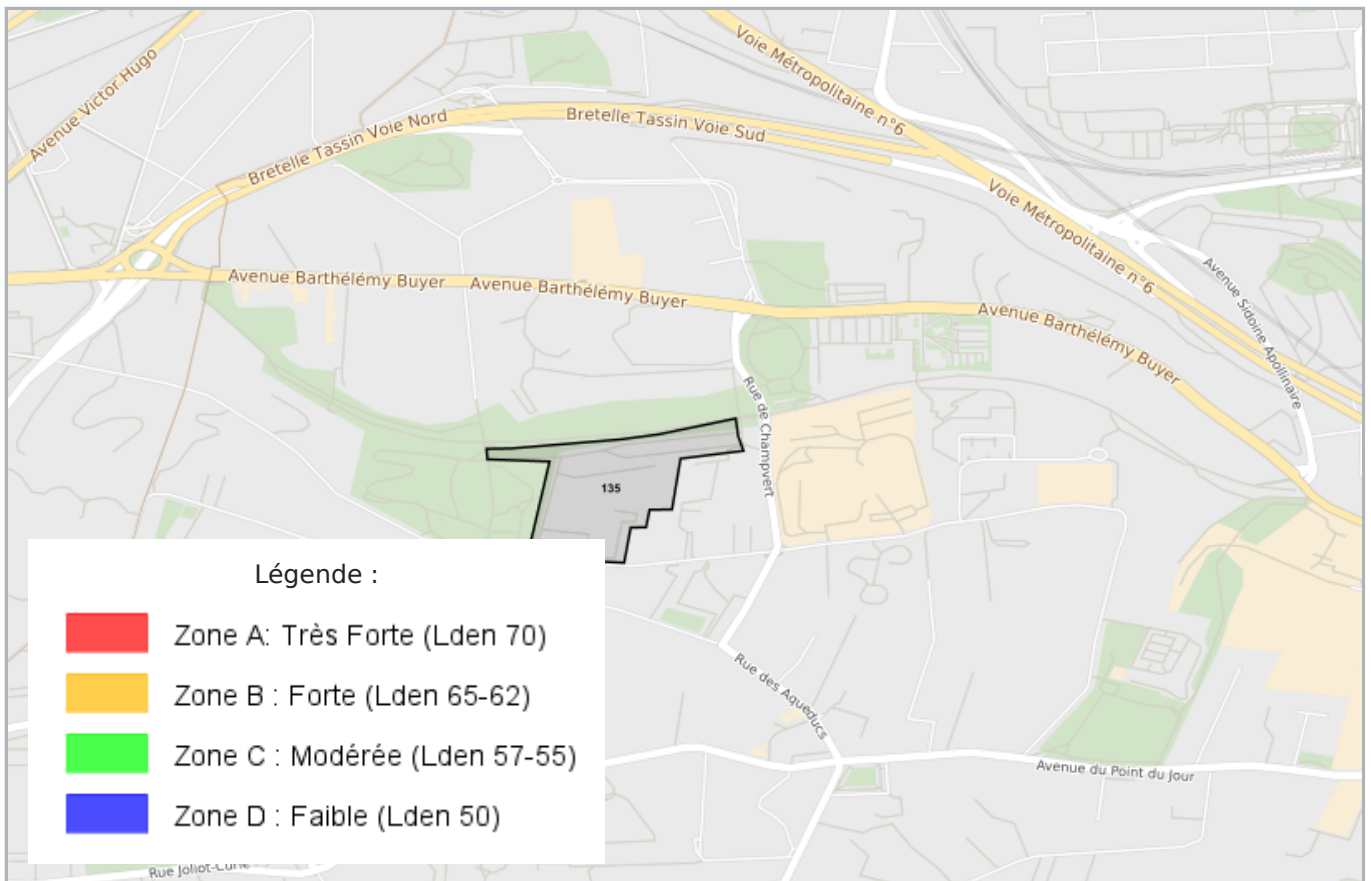 Avenue Victor Hugo
Voie Métropolitaine n°6
Bretelle Tassin Voie Nord
Bretelle Tassin Voie Sud
Voie Métropolitaine n°6
Avenue Sidoine Apollinaire
Avenue Barthélémy Buyer
Avenue Barthélémy Buyer
Avenue Barthélémy Buyer
Rue de Champvert
135
Légende :
Zone A: Très Forte (Lden 70)
Zone B : Forte (Lden 65-62)
Zone C : Modérée (Lden 57-55)
Zone D : Faible (Lden 50)
Rue des Aqueducs
Avenue du Point du Jour
Rue Joliot-Curie